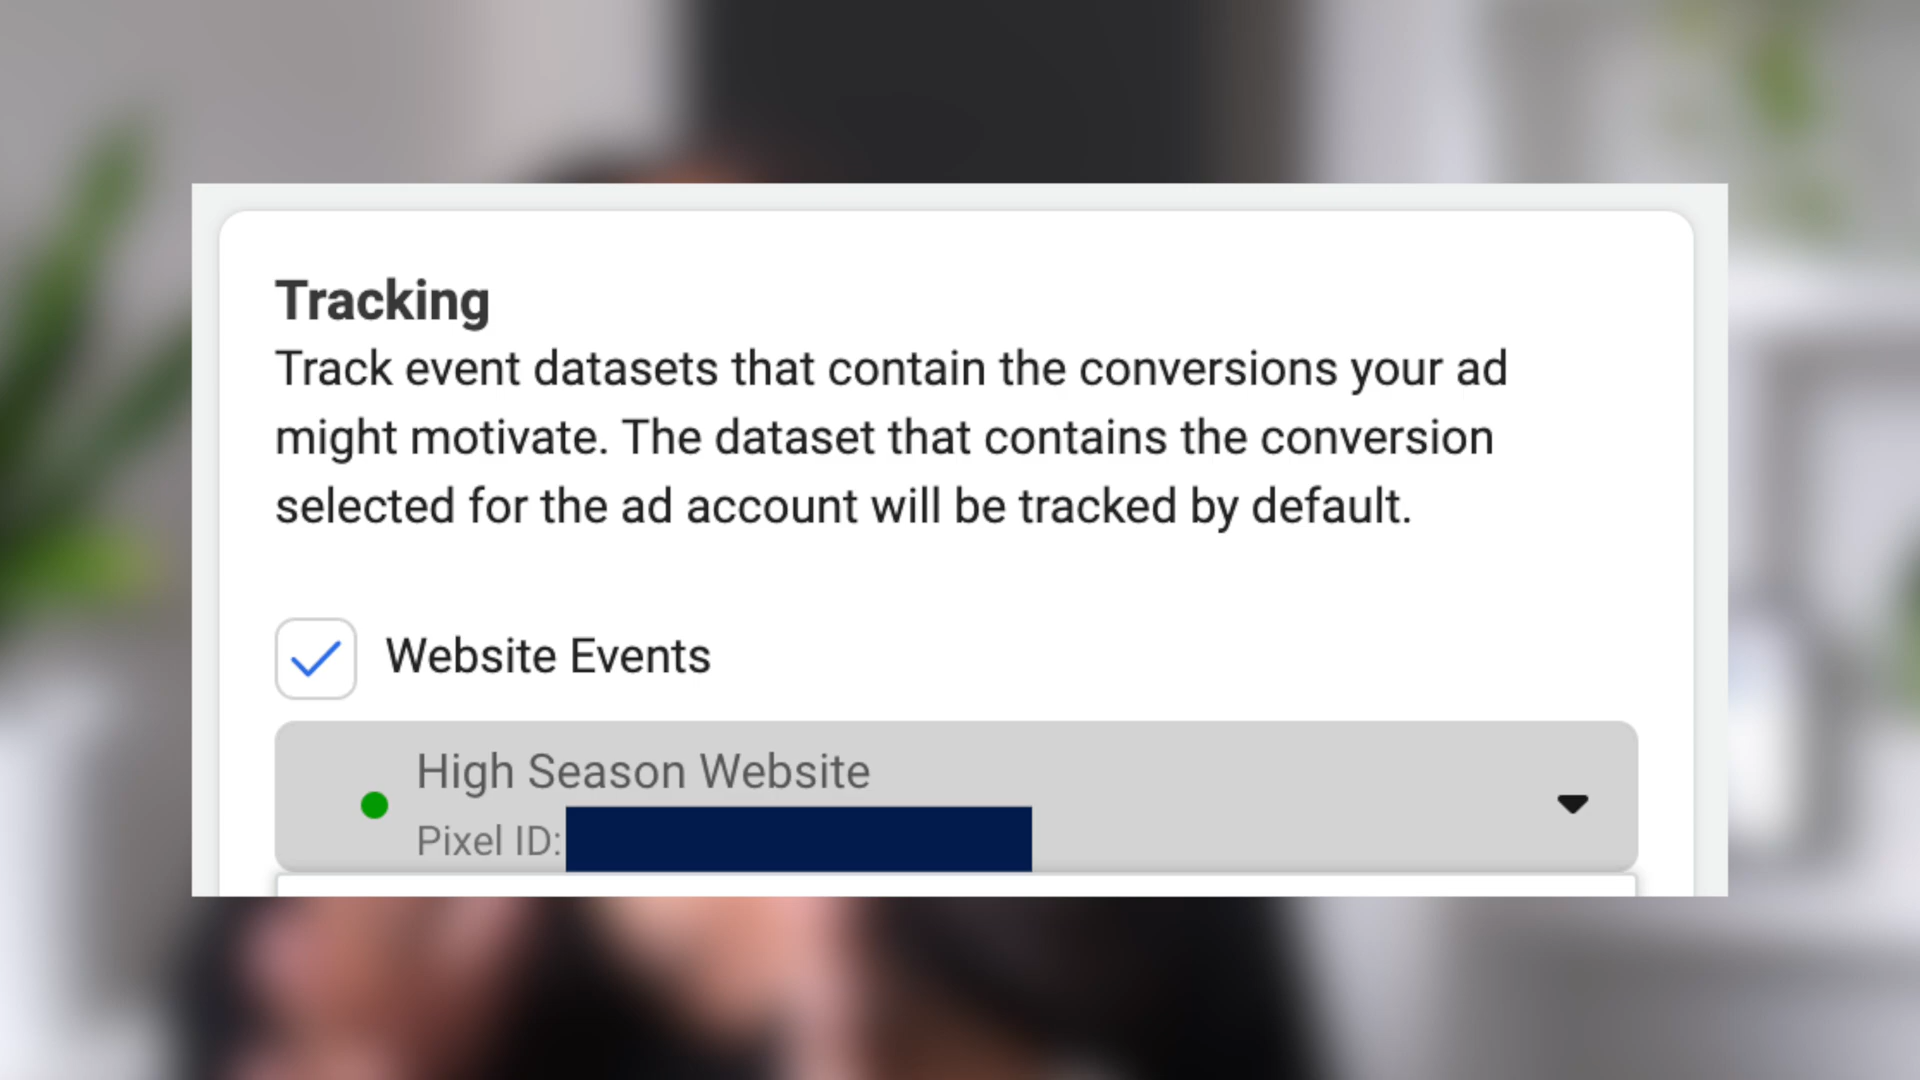 Tracking
Track event datasets that contain the conversions your ad
might motivate. The dataset that contains the conversion
selected for the ad account will be tracked by default.
Website Events
High Season Website
Pixel ID: